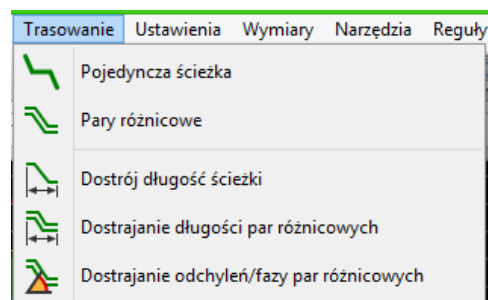 Trasowanie Ustawienia Wymiary Narzędzia Reguły
Pojedyncza ścieżka
Pary różnicowe
Dostrój długość ścieżki
Dostrajanie długości par różnicowych
Dostrajanie odchyleń/fazy par różnicowych